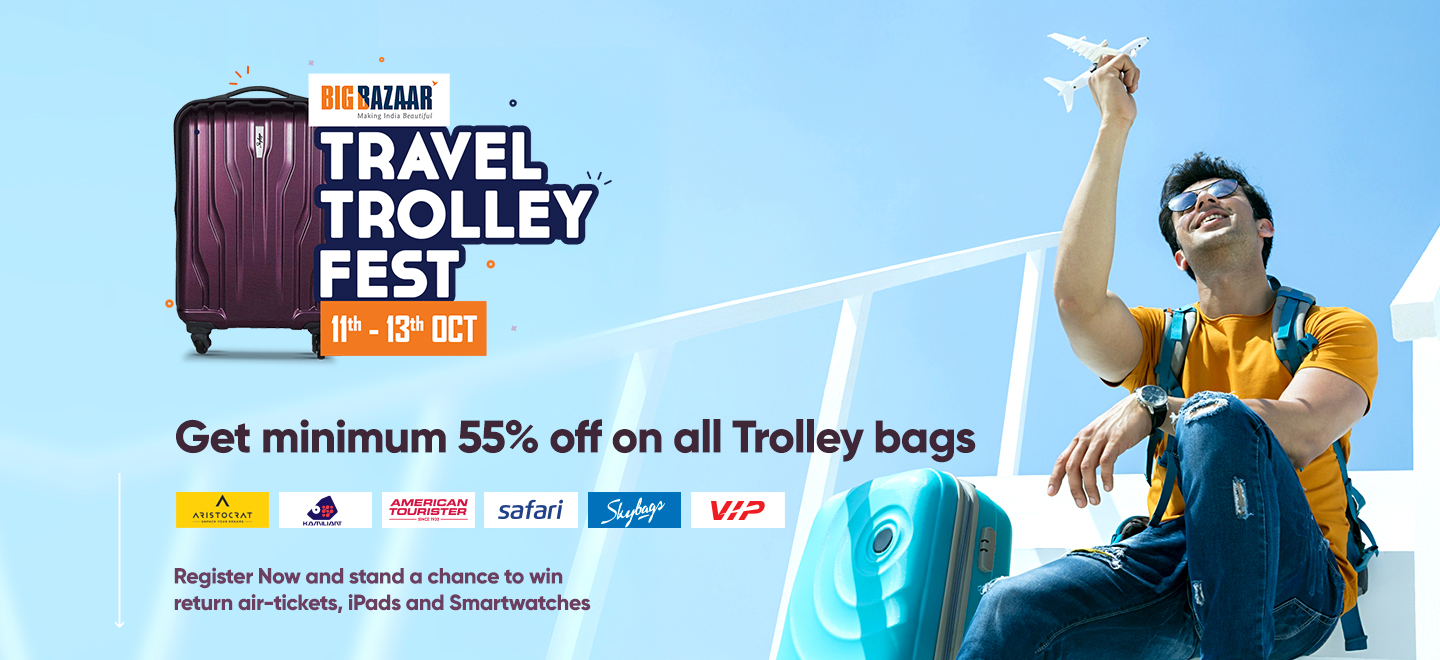 BIG BAZAAR
Making India Beautiful
TRAVEL
TROLLEY
FEST
11th - 13th OCT
Get minimum 55% off on all Trolley bags
ARISTOCRAT
KAMILIANT
AMERICAN
TOURISTER
SINCE 1933
safari
Skybags
VIP
Register Now and stand a chance to win
return air-tickets, iPads and Smartwatches